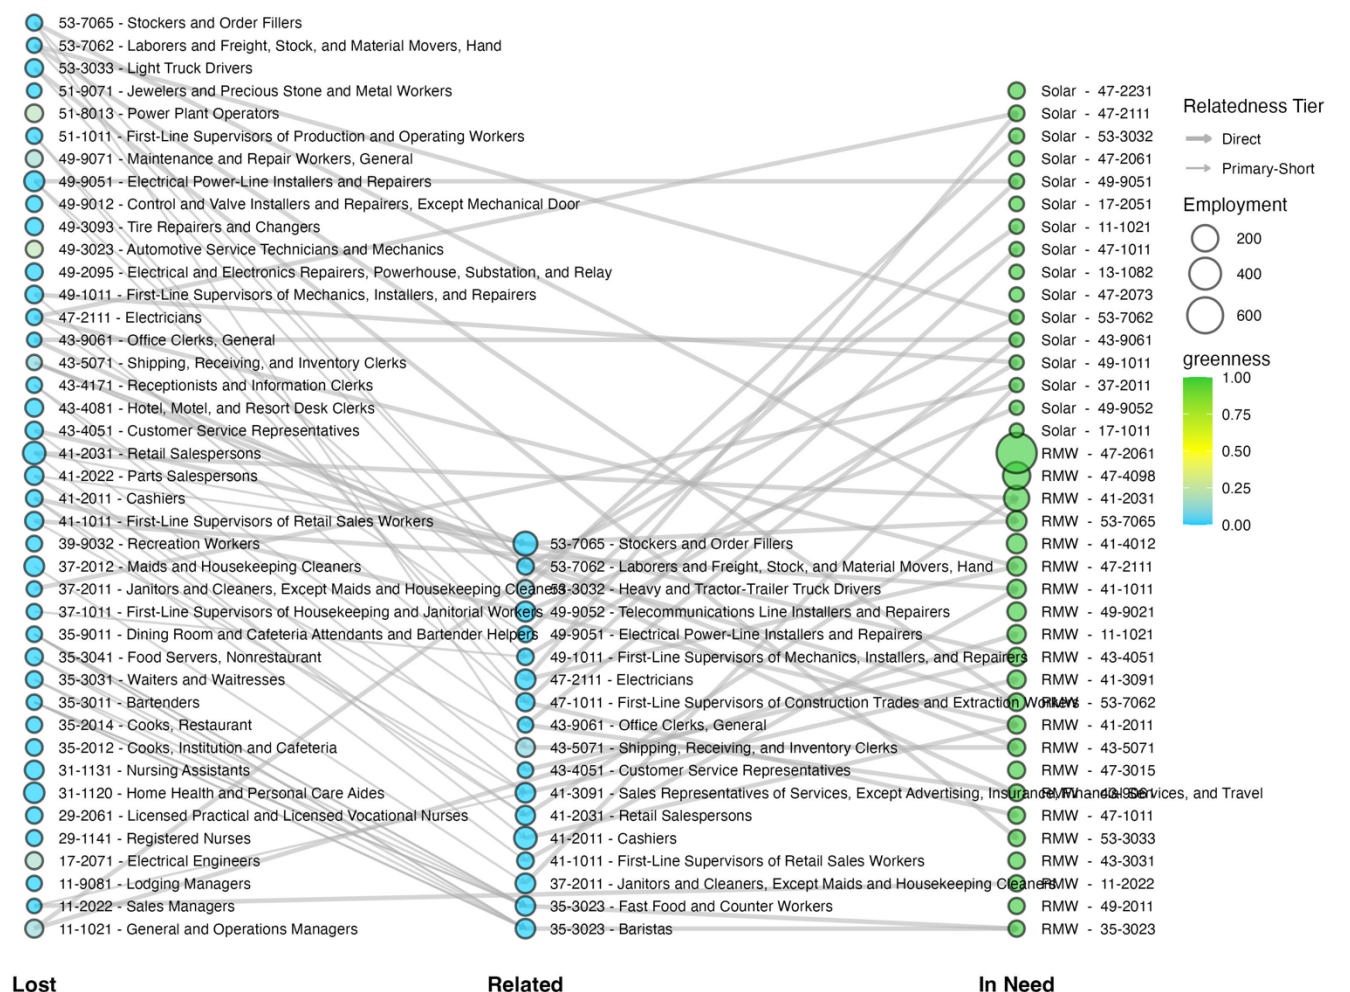 53-7065 - Stockers and Order Fillers
53-7062 - Laborers and Freight, Stock, and Material Movers, Hand
53-3033 - Light Truck Drivers
51-9071 - Jewelers and Precious Stone and Metal Workers
51-8013 - Power Plant Operators
51-1011 - First-Line Supervisors of Production and Operating Workers
49-9071 - Maintenance and Repair Workers, General
49-9051 - Electrical Power-Line Installers and Repairers
49-9012 - Control and Valve Installers and Repairers, Except Mechanical Door
49-3093 - Tire Repairers and Changers
49-3023 - Automotive Service Technicians and Mechanics
49-2095 - Electrical and Electronics Repairers, Powerhouse, Substation, and Relay
49-1011 - First-Line Supervisors of Mechanics, Installers, and Repairers
47-2111 - Electricians
43-9061 - Office Clerks, General
43-5071 - Shipping, Receiving, and Inventory Clerks
43-4171 - Receptionists and Information Clerks
43-4081 - Hotel, Motel, and Resort Desk Clerks
43-4051 - Customer Service Representatives
41-2031 - Retail Salespersons
41-2022 - Parts Salespersons
41-2011 - Cashiers
41-1011 - First-Line Supervisors of Retail Sales Workers
39-9032 - Recreation Workers
37-2012 - Maids and Housekeeping Cleaners
37-2011 - Janitors and Cleaners, Except Maids and Housekeeping Cleaners
37-1011 - First-Line Supervisors of Housekeeping and Janitorial Workers
35-9011 - Dining Room and Cafeteria Attendants and Bartender Helpers
35-3041 - Food Servers, Nonrestaurant
35-3031 - Waiters and Waitresses
35-3011 - Bartenders
35-2014 - Cooks, Restaurant
35-2012 - Cooks, Institution and Cafeteria
31-1131 - Nursing Assistants
31-1120 - Home Health and Personal Care Aides
29-2061 - Licensed Practical and Licensed Vocational Nurses
29-1141 - Registered Nurses
17-2071 - Electrical Engineers
11-9081 - Lodging Managers
11-2022 - Sales Managers
11-1021 - General and Operations Managers
Lost
53-7065 - Stockers and Order Fillers
53-7062 - Laborers and Freight, Stock, and Material Movers, Hand
53-3032 - Heavy and Tractor-Trailer Truck Drivers
49-9052 - Telecommunications Line Installers and Repairers
49-9051 - Electrical Power-Line Installers and Repairers
49-1011 - First-Line Supervisors of Mechanics, Installers, and Repairers
47-2111 - Electricians
47-1011 - First-Line Supervisors of Construction Trades and Extraction Workers
43-9061 - Office Clerks, General
43-5071 - Shipping, Receiving, and Inventory Clerks
43-4051 - Customer Service Representatives
41-3091 - Sales Representatives of Services, Except Advertising, Insurance, Financial Services, and Travel
41-2031 - Retail Salespersons
41-2011 - Cashiers
41-1011 - First-Line Supervisors of Retail Sales Workers
37-2011 - Janitors and Cleaners, Except Maids and Housekeeping Cleaners
35-3023 - Fast Food and Counter Workers
35-3023 - Baristas
Related
Solar - 47-2231
Solar - 47-2111
Solar - 53-3032
Solar - 47-2061
Solar - 49-9051
Solar - 17-2051
Solar - 11-1021
Solar - 47-1011
Solar - 13-1082
Solar - 47-2073
Solar - 53-7062
Solar - 43-9061
Solar - 49-1011
Solar - 37-2011
Solar - 49-9052
Solar - 17-1011
RMW - 47-2061
RMW - 47-4098
RMW - 41-2031
RMW - 53-7065
RMW - 41-4012
RMW - 47-2111
RMW - 41-1011
RMW - 49-9021
RMW - 11-1021
RMW - 43-4051
RMW - 41-3091
RMW - 53-7062
RMW - 41-2011
RMW - 43-5071
RMW - 47-3015
RMW - 43-9061
RMW - 47-1011
RMW - 53-3033
RMW - 43-3031
RMW - 11-2022
RMW - 49-2011
RMW - 35-3023
In Need
Relatedness Tier
Direct
Primary-Short
Employment
200
400
600
greenness
1.00
0.75
0.50
0.25
0.00